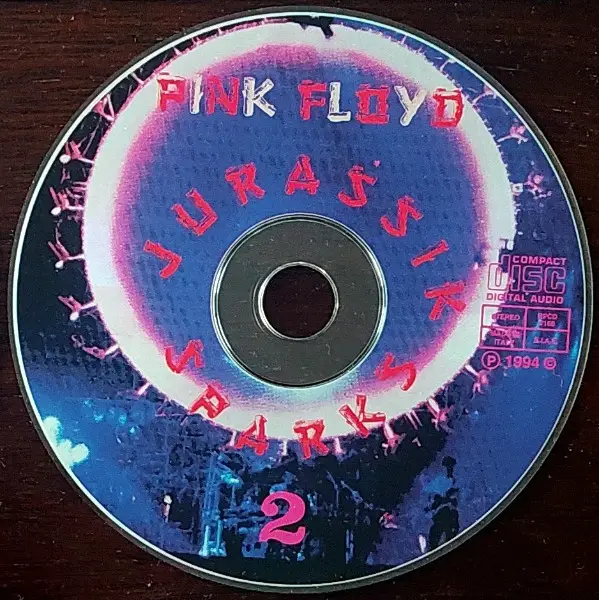 PINK FLOYD
JURASSIK
SPARKS
COMPACT
disc
DIGITAL AUDIO
STEREO
MADE IN
ITALY
S.I.A.E.
P 1994 ©
2